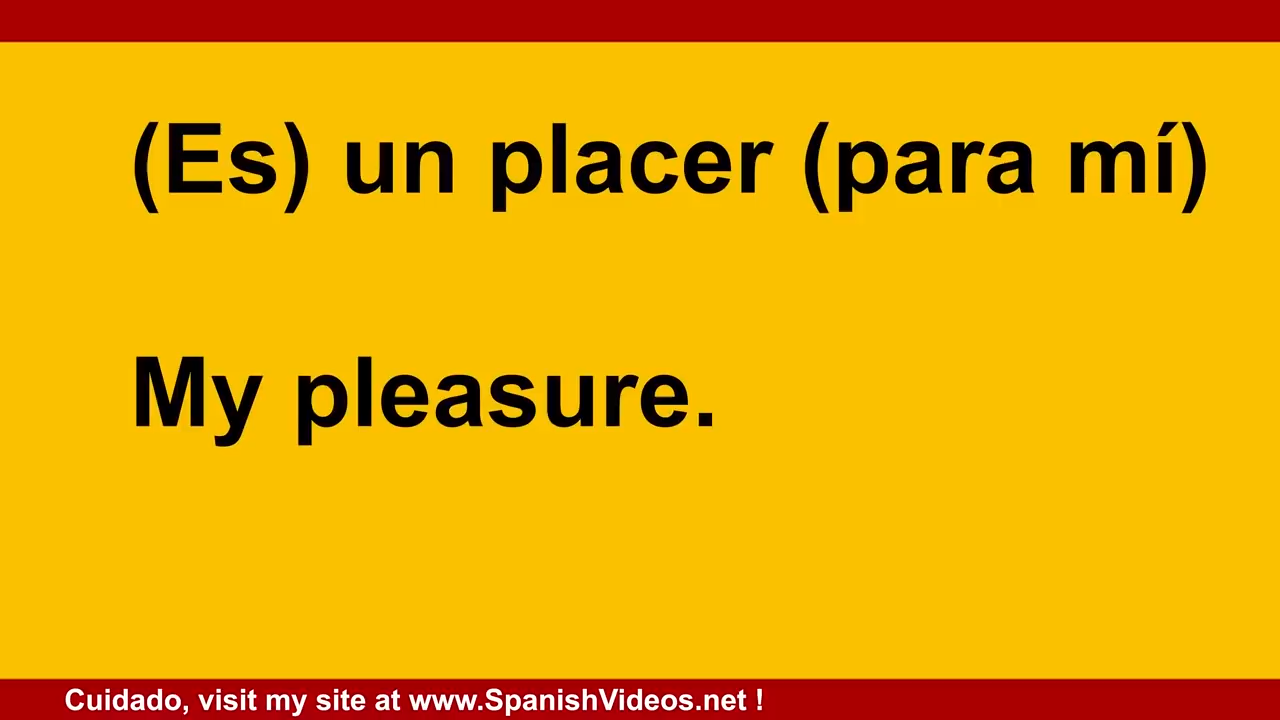 (Es) un placer (para mí)
My pleasure.
Cuidado, visit my site at www.SpanishVideos.net !